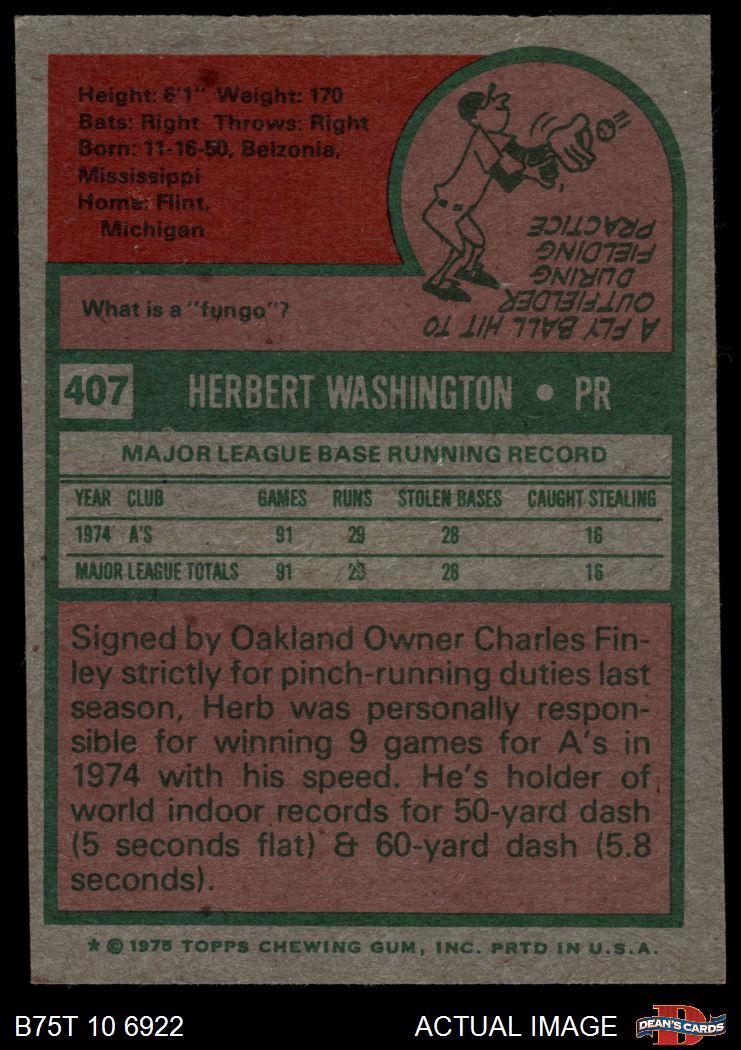 Height: 6'1" Weight: 170
Bats: Right Throws: Right
Born: 11-16-50, Belzonia,
Mississippi
Home: Flint,
Michigan
What is a "fungo"?
A FLY BALL HIT TO
OUTFIELDER
DURING
FIELDING
PRACTICE
407 HERBERT WASHINGTON • PR
MAJOR LEAGUE BASE RUNNING RECORD
YEAR CLUB GAMES RUNS STOLEN BASES CAUGHT STEALING
1974 A'S 91 29 28 16
MAJOR LEAGUE TOTALS 91 29 28 16
Signed by Oakland Owner Charles Fin-
ley strictly for pinch-running duties last
season, Herb was personally respon-
sible for winning 9 games for A's in
1974 with his speed. He's holder of
world indoor records for 50-yard dash
(5 seconds flat) & 60-yard dash (5.8
seconds).
* © 1975 TOPPS CHEWING GUM, INC. PRTD IN U.S.A.
B75T 10 6922 ACTUAL IMAGE DEAN'S CARDS